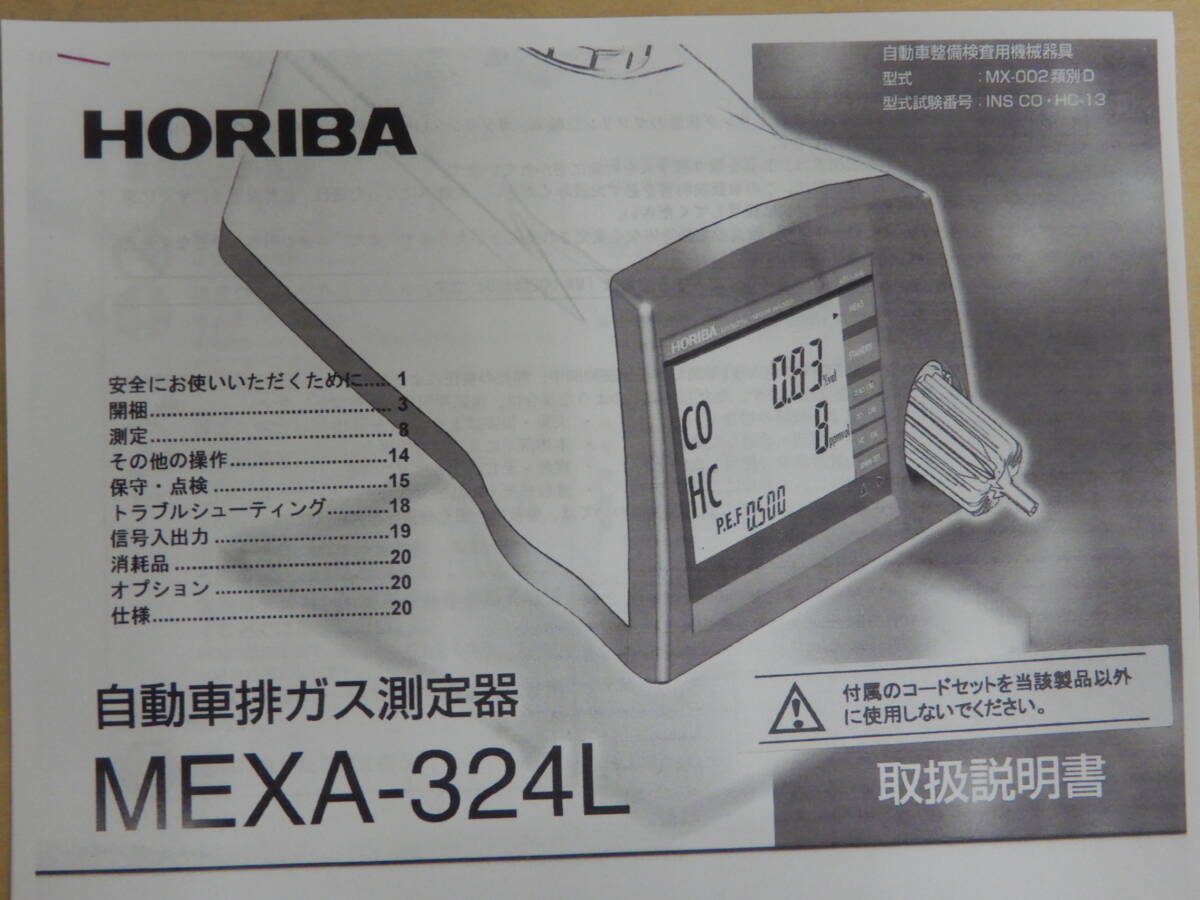 自動車整備検査用機械器具
型式 : MX-002 類別D
型式試験番号 : INS CO・HC-13
HORIBA
HORIBA
MEAS
STANDBY
0.83 %vol
CO
8 ppmvol
HC
P.E.F 0.500
安全にお使いいただくために..... 1
開梱............................................ 3
測定............................................ 8
その他の操作............................14
保守・点検 ..............................15
トラブルシューティング..........18
信号入出力 ..............................19
消耗品 ......................................20
オプション ..............................20
仕様..........................................20
自動車排ガス測定器
MEXA-324L
付属のコードセットを当該製品以外
に使用しないでください。
取扱説明書